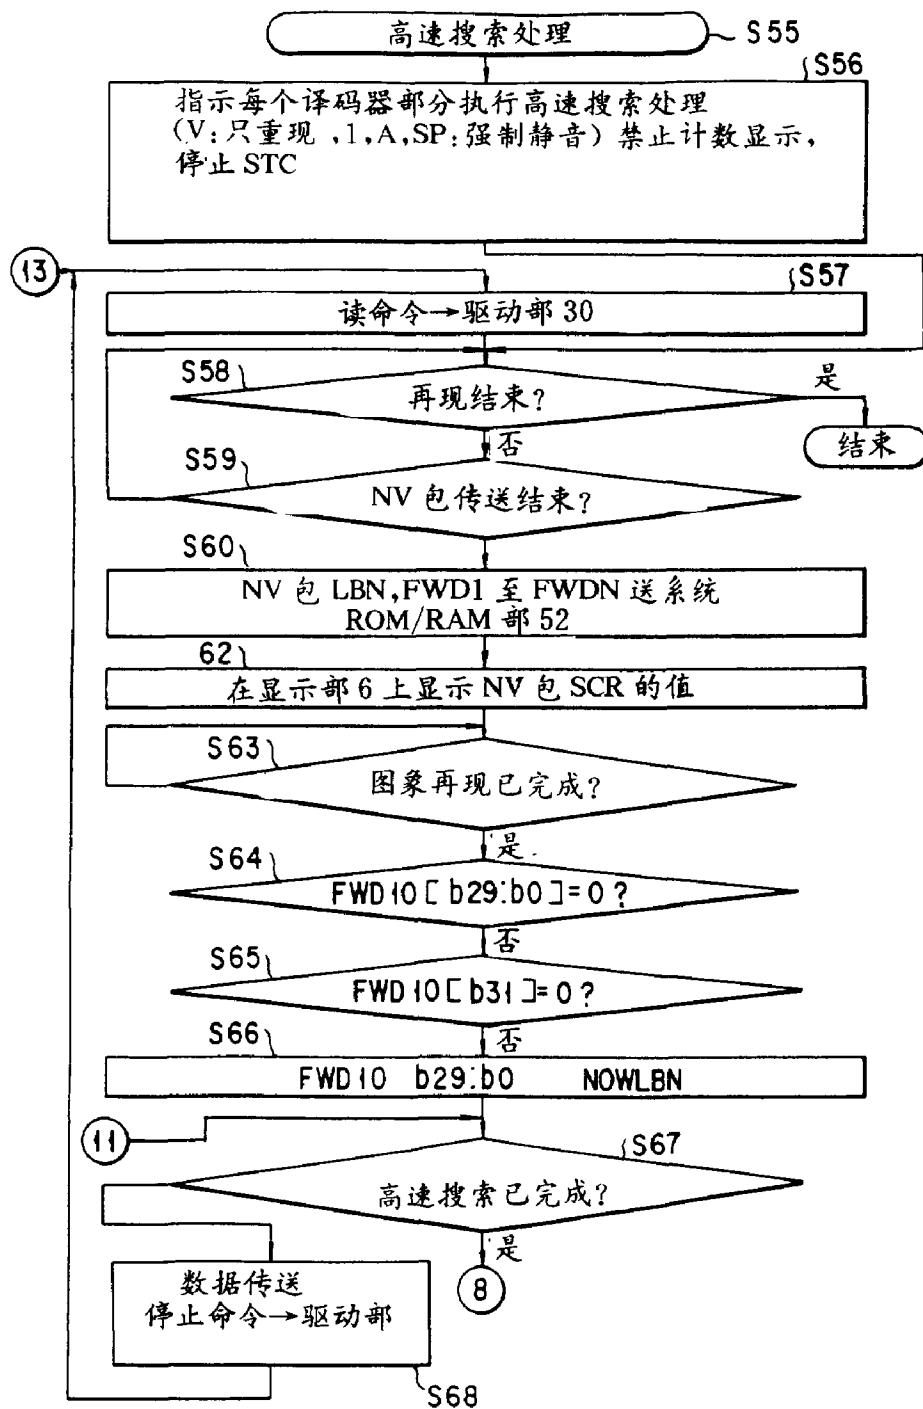 高速搜索处理
S55
S56
指示每个译码器部分执行高速搜索处理
(V:只重现 ,1,A,SP:强制静音)禁止计数显示,
停止 STC
13
S57
读命令→驱动部 30
S58
再现结束?
是
结束
否
S59
NV 包传送结束?
S60
NV 包 LBN,FWD1 至 FWDN 送系统
ROM/RAM 部 52
62
在显示部 6 上显示 NV 包 SCR 的值
S63
图象再现已完成?
是
S64
FWD10[b29:b0]=0?
否
S65
FWD10[b31]=0?
否
S66
FWD10 b29:b0 NOWLBN
11
S67
高速搜索已完成?
是
8
数据传送
停止命令→驱动部
S68